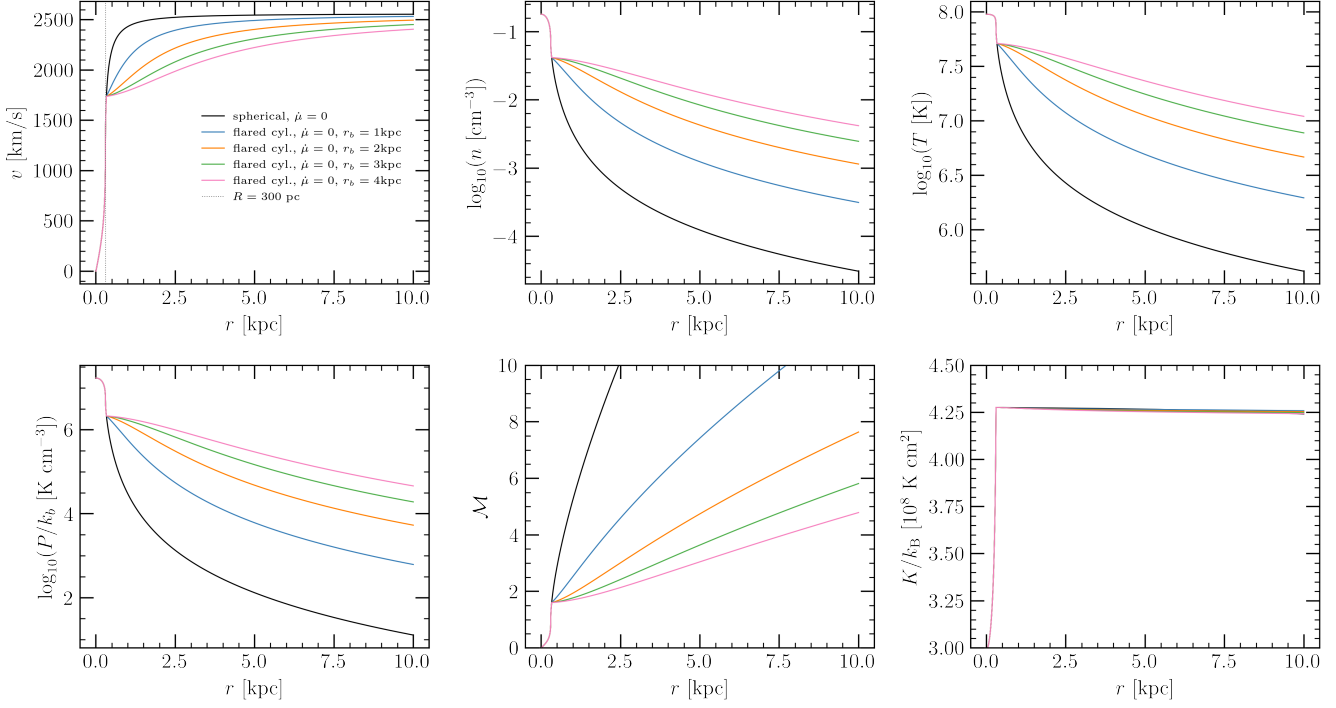 2500
2000
1500
1000
500
0
v [km/s]
spherical, μ̇ = 0
flared cyl., μ̇ = 0, r_b = 1kpc
flared cyl., μ̇ = 0, r_b = 2kpc
flared cyl., μ̇ = 0, r_b = 3kpc
flared cyl., μ̇ = 0, r_b = 4kpc
R = 300 pc
0.0 2.5 5.0 7.5 10.0
r [kpc]
−1
−2
−3
−4
log₁₀(n [cm⁻³])
0.0 2.5 5.0 7.5 10.0
r [kpc]
8.0
7.5
7.0
6.5
6.0
log₁₀(T [K])
0.0 2.5 5.0 7.5 10.0
r [kpc]
6
4
2
log₁₀(P/k_b [K cm⁻³])
0.0 2.5 5.0 7.5 10.0
r [kpc]
10
8
6
4
2
0
ℳ
0.0 2.5 5.0 7.5 10.0
r [kpc]
4.50
4.25
4.00
3.75
3.50
3.25
3.00
K/k_B [10⁸ K cm²]
0.0 2.5 5.0 7.5 10.0
r [kpc]